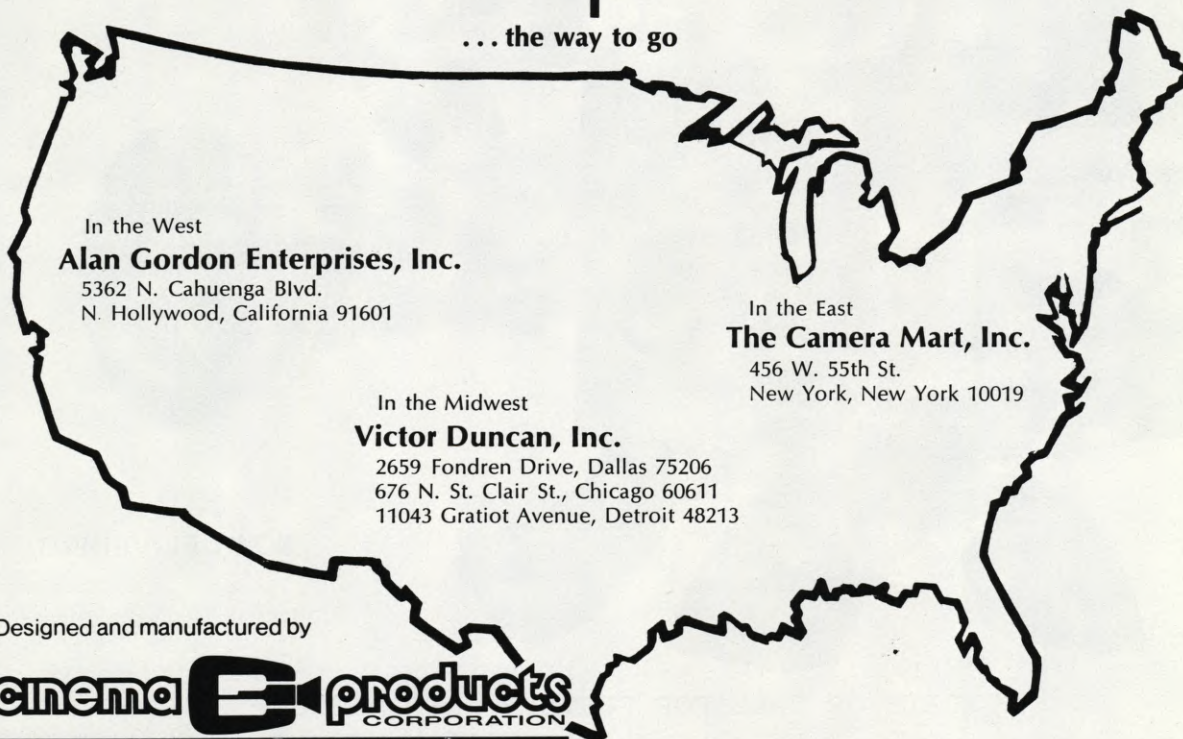 ... the way to go
In the West
Alan Gordon Enterprises, Inc.
5362 N. Cahuenga Blvd.
N. Hollywood, California 91601
In the East
The Camera Mart, Inc.
456 W. 55th St.
New York, New York 10019
In the Midwest
Victor Duncan, Inc.
2659 Fondren Drive, Dallas 75206
676 N. St. Clair St., Chicago 60611
11043 Gratiot Avenue, Detroit 48213
Designed and manufactured by
cinema products
CORPORATION